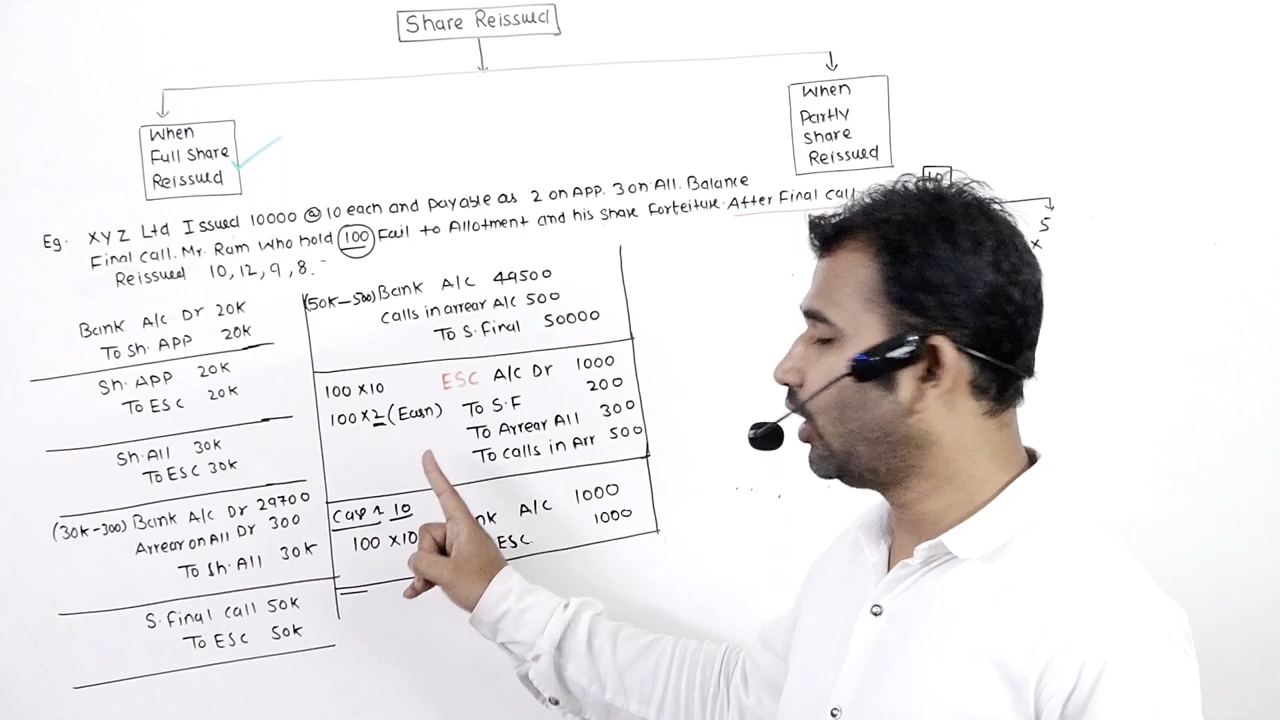 Share Reissued
When
Full Share
Reissued
When
Partly
Share
Reissued
Eg. XYZ Ltd Issued 10000 @ 10 each and payable as 2 on APP. 3 on All. Balance
Final call. Mr. Ram who hold 100 Fail to Allotment and his share Forfeiture. After Final call
Reissued 10, 12, 9, 8.
5
x
Bank A/c Dr 20K
To Sh. APP 20K
Sh. APP 20K
To ESC 20K
Sh. All 30K
To ESC 30K
(30K-300) Bank A/c Dr 29700
Arrear on All Dr 300
To Sh. All 30K
S. Final call 50K
To ESC 50K
(50K-500) Bank A/C 49500
calls in arrear A/C 500
To S. Final 50000
100 x 10 ESC A/C Dr 1000
100 x 2 (Earn) To S.F 200
To Arrear All 300
To calls in Arr 500
Case 1 10
A/C 1000
100 x 10 ESC 1000